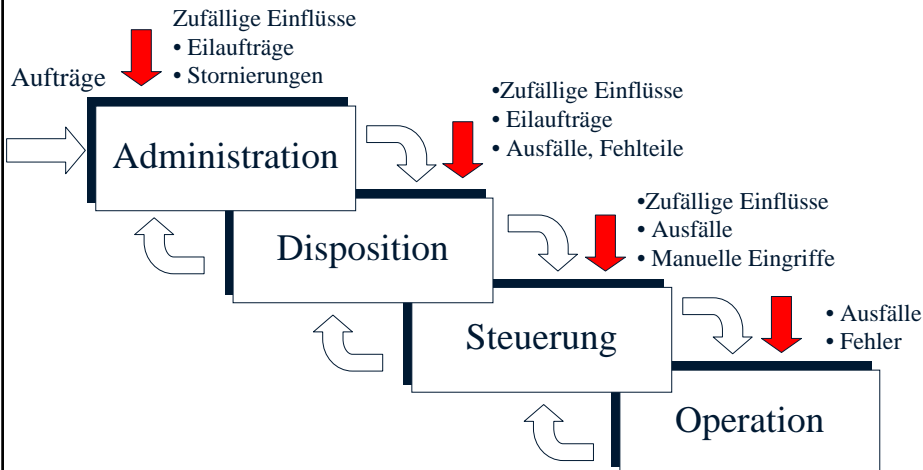 Zufällige Einflüsse
• Eilaufträge
• Stornierungen
Aufträge
Administration
•Zufällige Einflüsse
• Eilaufträge
• Ausfälle, Fehlteile
Disposition
•Zufällige Einflüsse
• Ausfälle
• Manuelle Eingriffe
Steuerung
• Ausfälle
• Fehler
Operation